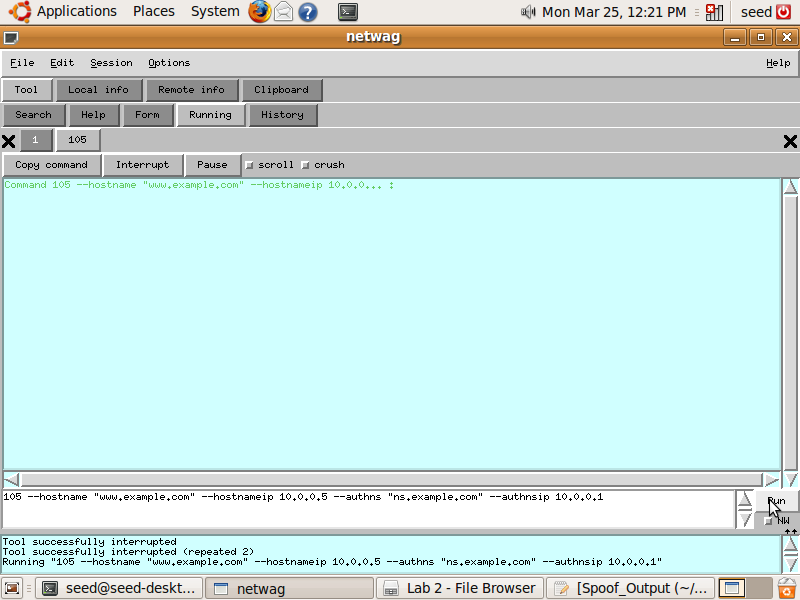 Applications Places System Mon Mar 25, 12:21 PM seed
netwag
File Edit Session Options Help
Tool Local info Remote info Clipboard
Search Help Form Running History
1 105
Copy command Interrupt Pause scroll crush
Command 105 --hostname "www.example.com" --hostnameip 10.0.0... :
105 --hostname "www.example.com" --hostnameip 10.0.0.5 --authns "ns.example.com" --authnsip 10.0.0.1
Run
NW
Tool successfully interrupted
Tool successfully interrupted (repeated 2)
Running "105 --hostname "www.example.com" --hostnameip 10.0.0.5 --authns "ns.example.com" --authnsip 10.0.0.1"
seed@seed-deskt... netwag Lab 2 - File Browser [Spoof_Output (~/...